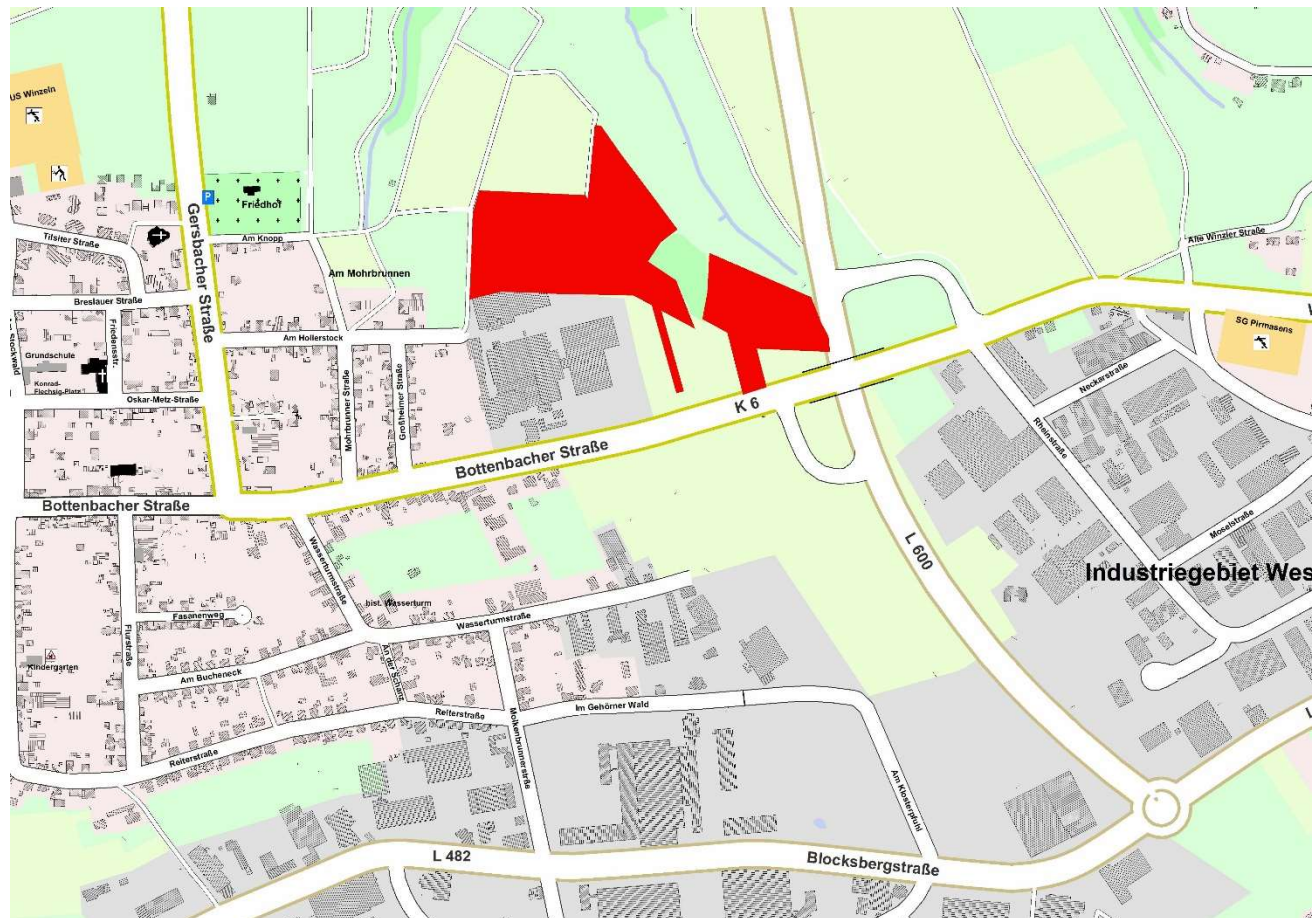 US Winzeln
P
Friedhof
Gersbacher Straße
Tilsiter Straße
Am Knopp
Alte Winzler Straße
Am Mohrbrunnen
Breslauer Straße
SG Pirmasens
Friedensstr.
Stockwald
Am Hollerstock
Grundschule
Konrad-
Flechsig-Platz
Neckarstraße
Oskar-Metz-Straße
Mohrbrunner Straße
Großheimer Straße
K 6
Rheinstraße
Bottenbacher Straße
Bottenbacher Straße
Moselstraße
L 600
Wasserturmstraße
Industriegebiet Wes
hist. Wasserturm
Fasanenweg
Wasserturmstraße
Flurstraße
Kindergarten
An der Schanz
Am Bucheneck
Reiterstraße
Im Gehörner Wald
Molkenbrunnerstraße
Reiterstraße
Am Klosterpfuhl
L 482
Blocksbergstraße